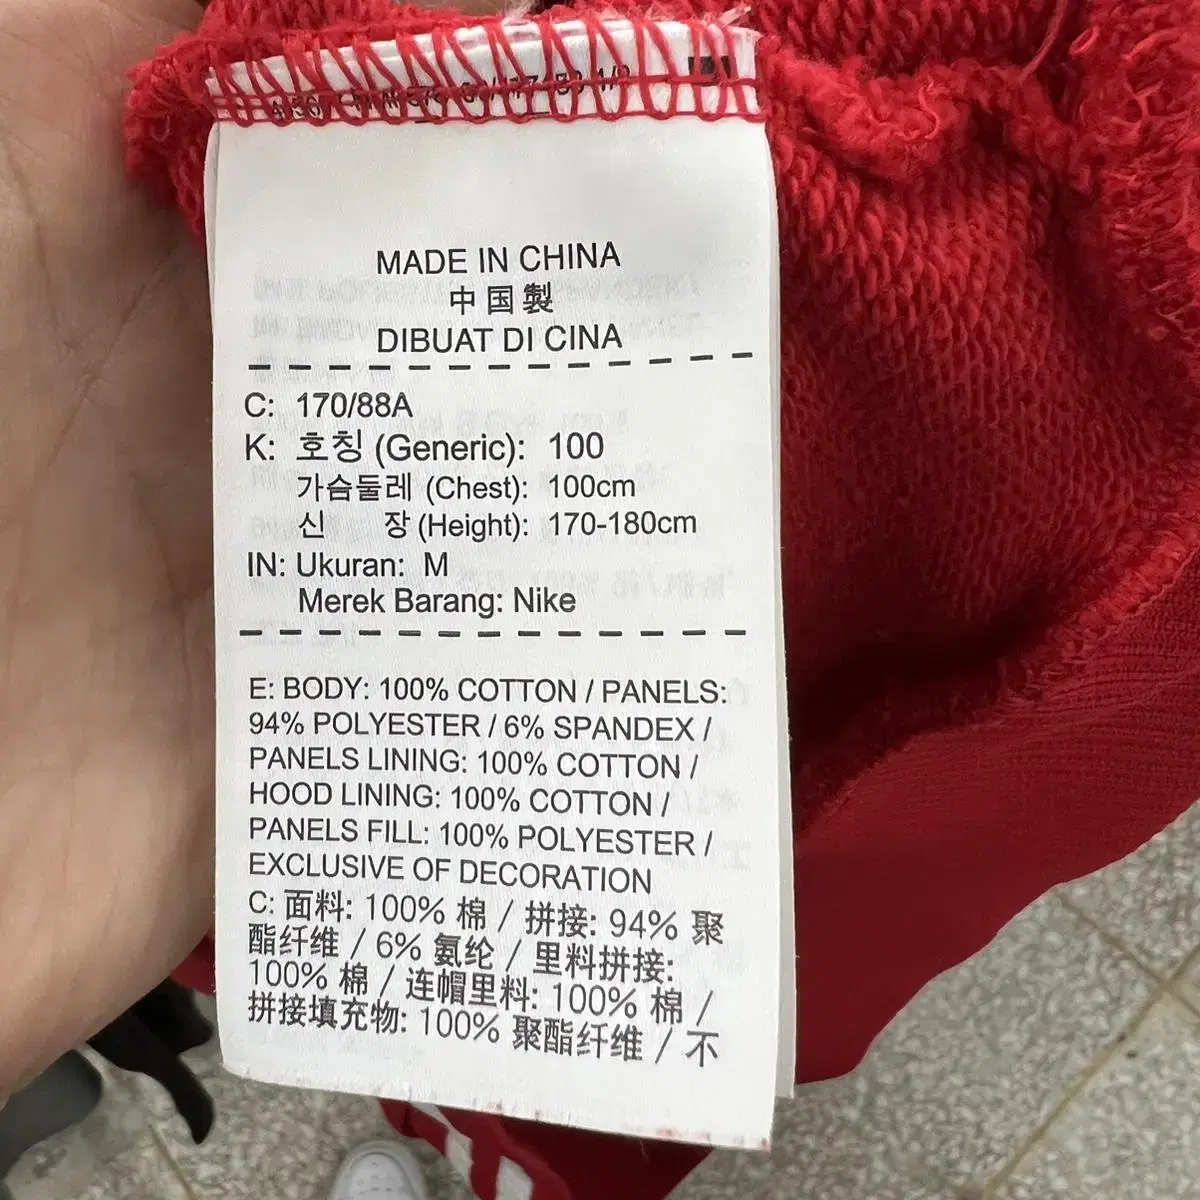 MADE IN CHINA
中国製
DIBUAT DI CINA
C: 170/88A
K: 호칭 (Generic): 100
가슴둘레 (Chest): 100cm
신 장 (Height): 170-180cm
IN: Ukuran: M
Merek Barang: Nike
E: BODY: 100% COTTON / PANELS:
94% POLYESTER / 6% SPANDEX /
PANELS LINING: 100% COTTON /
HOOD LINING: 100% COTTON /
PANELS FILL: 100% POLYESTER /
EXCLUSIVE OF DECORATION
C: 面料: 100% 棉 / 拼接: 94% 聚
酯纤维 / 6% 氨纶 / 里料拼接:
100% 棉 / 连帽里料: 100% 棉 /
拼接填充物: 100% 聚酯纤维 / 不